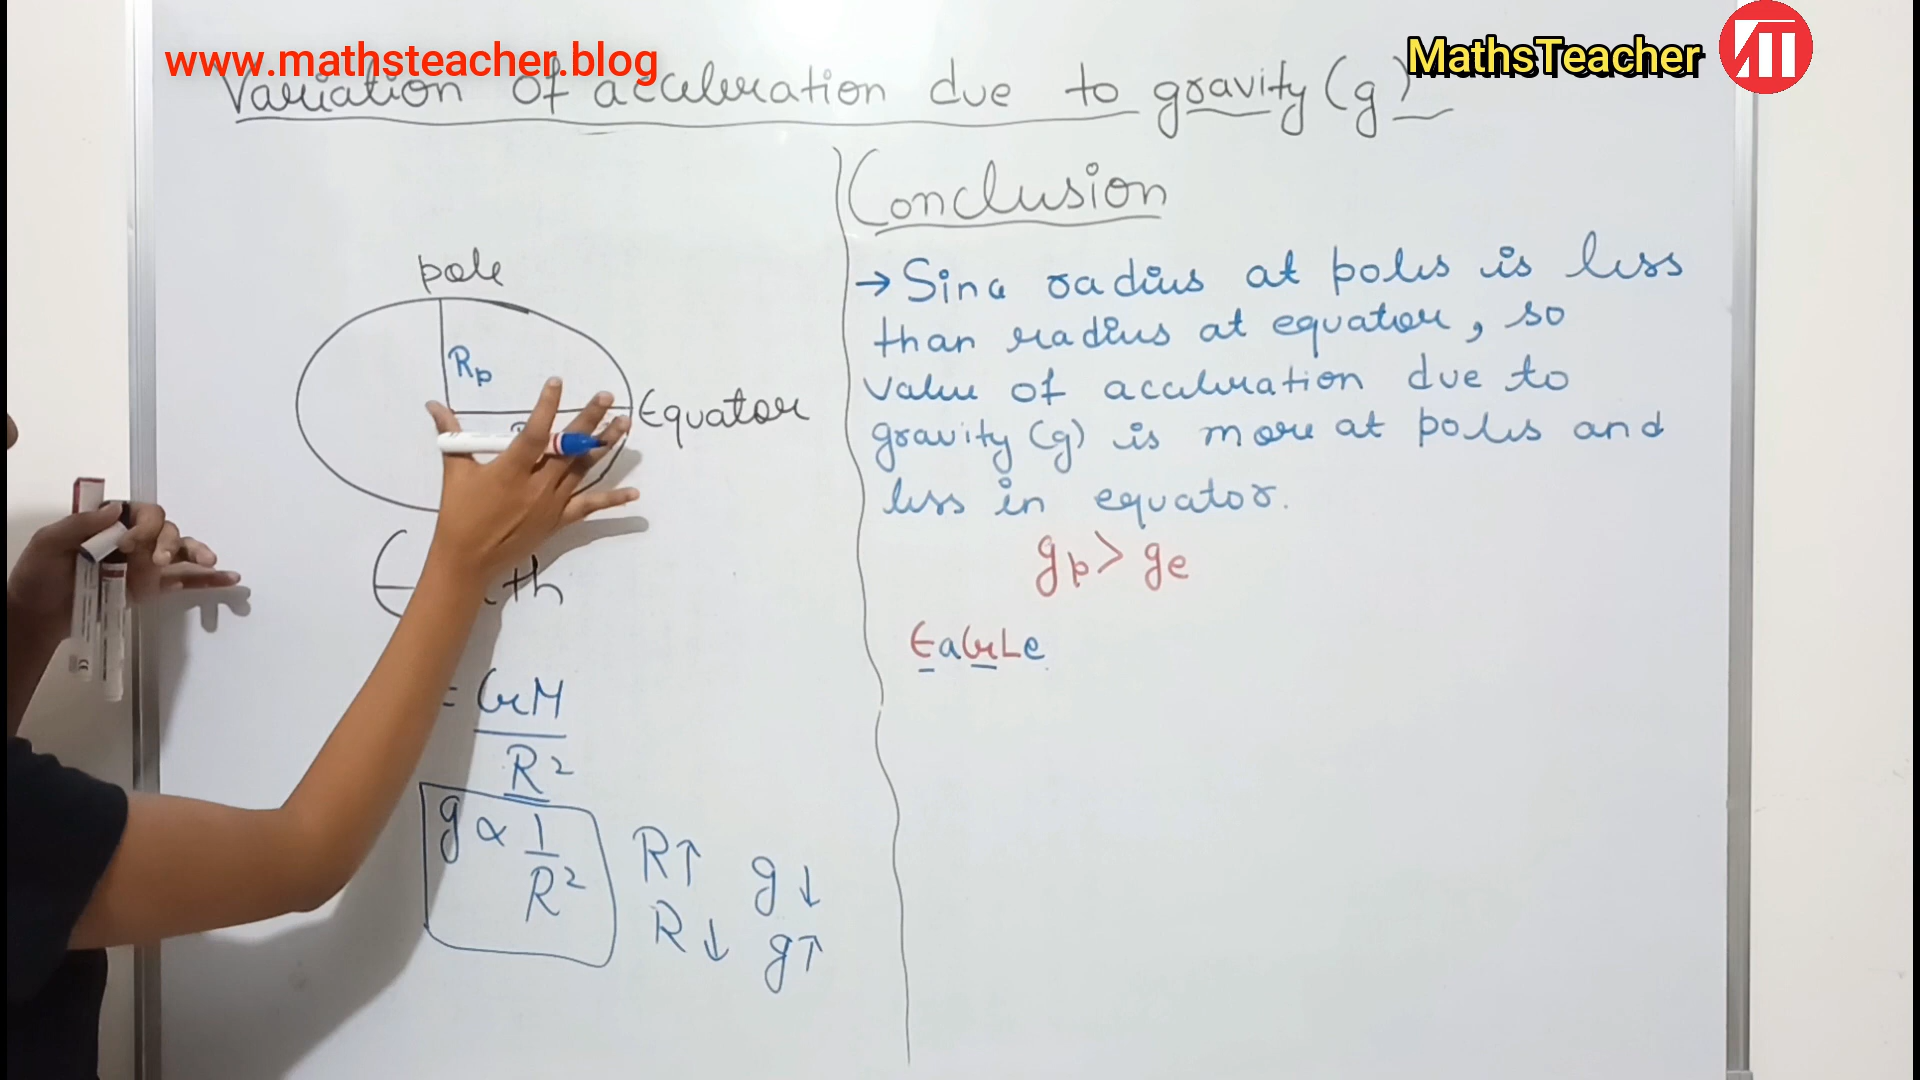 www.mathsteacher.blog
MathsTeacher
Variation of acceleration due to gravity (g)
pole
Rp
Equator
= GM
R²
g ∝ 1
R²
R↑ g↓
R↓ g↑
Conclusion
→ Since radius at poles is less
than radius at equator, so
value of acceleration due to
gravity (g) is more at poles and
less in equator.
gp > ge
EaGLe